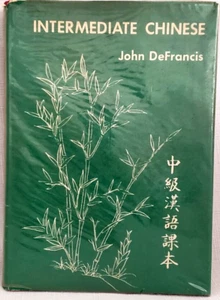 INTERMEDIATE CHINESE
John DeFrancis
中級漢語課本